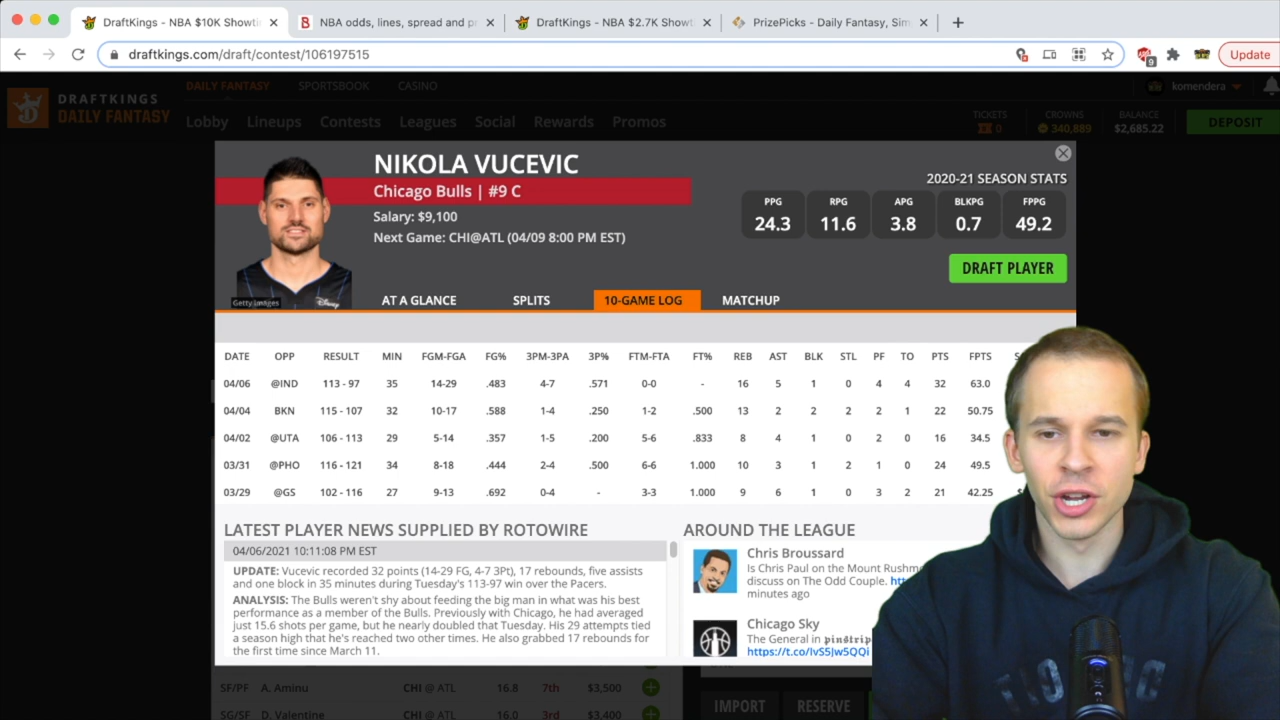 DraftKings - NBA $10K Showti
NBA odds, lines, spread and p
DraftKings - NBA $2.7K Showt
PrizePicks - Daily Fantasy, Sim
draftkings.com/draft/contest/106197515
9
Update
DRAFTKINGS
DAILY FANTASY
DAILY FANTASY
SPORTSBOOK
CASINO
komendera
Lobby
Lineups
Contests
Leagues
Social
Rewards
Promos
TICKETS
0
CROWNS
340,889
BALANCE
$2,685.22
DEPOSIT
NIKOLA VUCEVIC
Chicago Bulls | #9 C
Salary: $9,100
Next Game: CHI@ATL (04/09 8:00 PM EST)
Getty Images
Disney
2020-21 SEASON STATS
PPG RPG APG BLKPG FPPG
24.3 11.6 3.8 0.7 49.2
DRAFT PLAYER
AT A GLANCE SPLITS 10-GAME LOG MATCHUP
DATE OPP RESULT MIN FGM-FGA FG% 3PM-3PA 3P% FTM-FTA FT% REB AST BLK STL PF TO PTS FPTS
04/06 @IND 113 - 97 35 14-29 .483 4-7 .571 0-0 - 16 5 1 0 4 4 32 63.0
04/04 BKN 115 - 107 32 10-17 .588 1-4 .250 1-2 .500 13 2 2 2 2 1 22 50.75
04/02 @UTA 106 - 113 29 5-14 .357 1-5 .200 5-6 .833 8 4 1 0 2 0 16 34.5
03/31 @PHO 116 - 121 34 8-18 .444 2-4 .500 6-6 1.000 10 3 1 2 1 0 24 49.5
03/29 @GS 102 - 116 27 9-13 .692 0-4 - 3-3 1.000 9 6 1 0 3 2 21 42.25
LATEST PLAYER NEWS SUPPLIED BY ROTOWIRE
04/06/2021 10:11:08 PM EST
UPDATE: Vucevic recorded 32 points (14-29 FG, 4-7 3Pt), 17 rebounds, five assists
and one block in 35 minutes during Tuesday's 113-97 win over the Pacers.
ANALYSIS: The Bulls weren't shy about feeding the big man in what was his best
performance as a member of the Bulls. Previously with Chicago, he had averaged
just 15.6 shots per game, but he nearly doubled that Tuesday. His 29 attempts tied
a season high that he's reached two other times. He also grabbed 17 rebounds for
the first time since March 11.
AROUND THE LEAGUE
Chris Broussard
Is Chris Paul on the Mount Rushm
discuss on The Odd Couple. ht
minutes ago
Chicago Sky
The General in 𝖕𝖎𝖓𝖘𝖙𝖗𝖎𝖕
https://t.co/IvS5Jw5QQi
SF/PF A. Aminu CHI @ ATL 16.8 7th $3,500
SG/SF D. Valentine CHI @ ATL 16.0 3rd $3,400
IMPORT
RESERVE